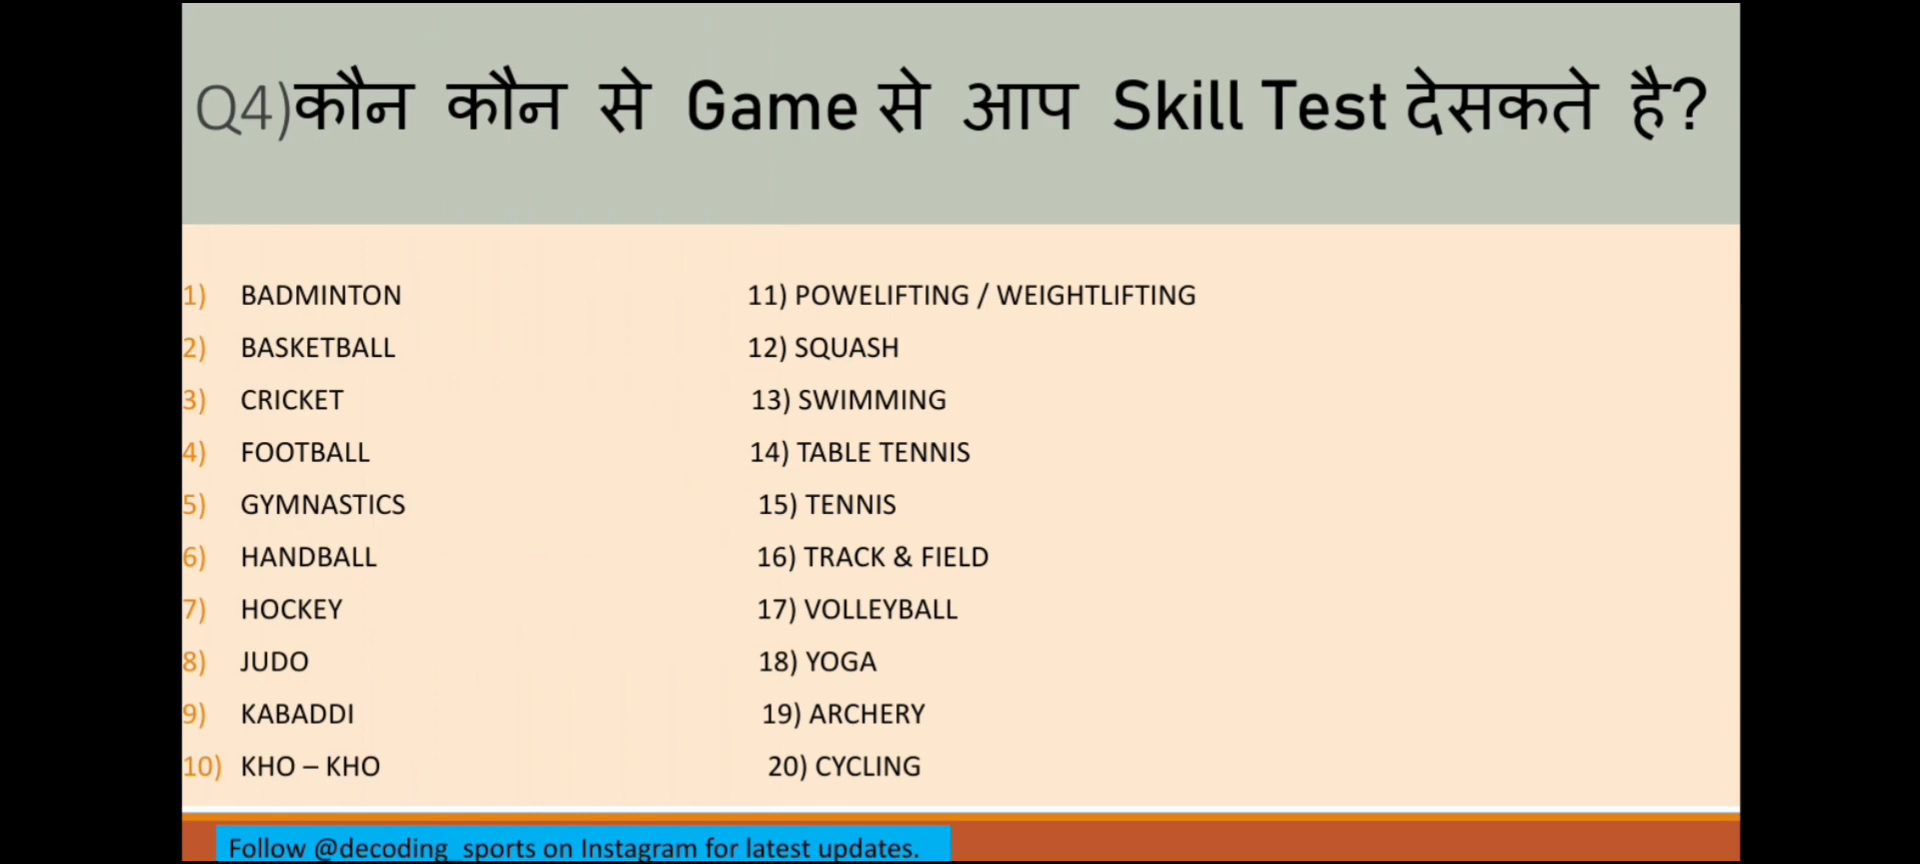 Q4)कौन कौन से Game से आप Skill Test देसकते है?
1) BADMINTON
2) BASKETBALL
3) CRICKET
4) FOOTBALL
5) GYMNASTICS
6) HANDBALL
7) HOCKEY
8) JUDO
9) KABADDI
10) KHO – KHO
11) POWELIFTING / WEIGHTLIFTING
12) SQUASH
13) SWIMMING
14) TABLE TENNIS
15) TENNIS
16) TRACK & FIELD
17) VOLLEYBALL
18) YOGA
19) ARCHERY
20) CYCLING
Follow @decoding_sports on Instagram for latest updates.